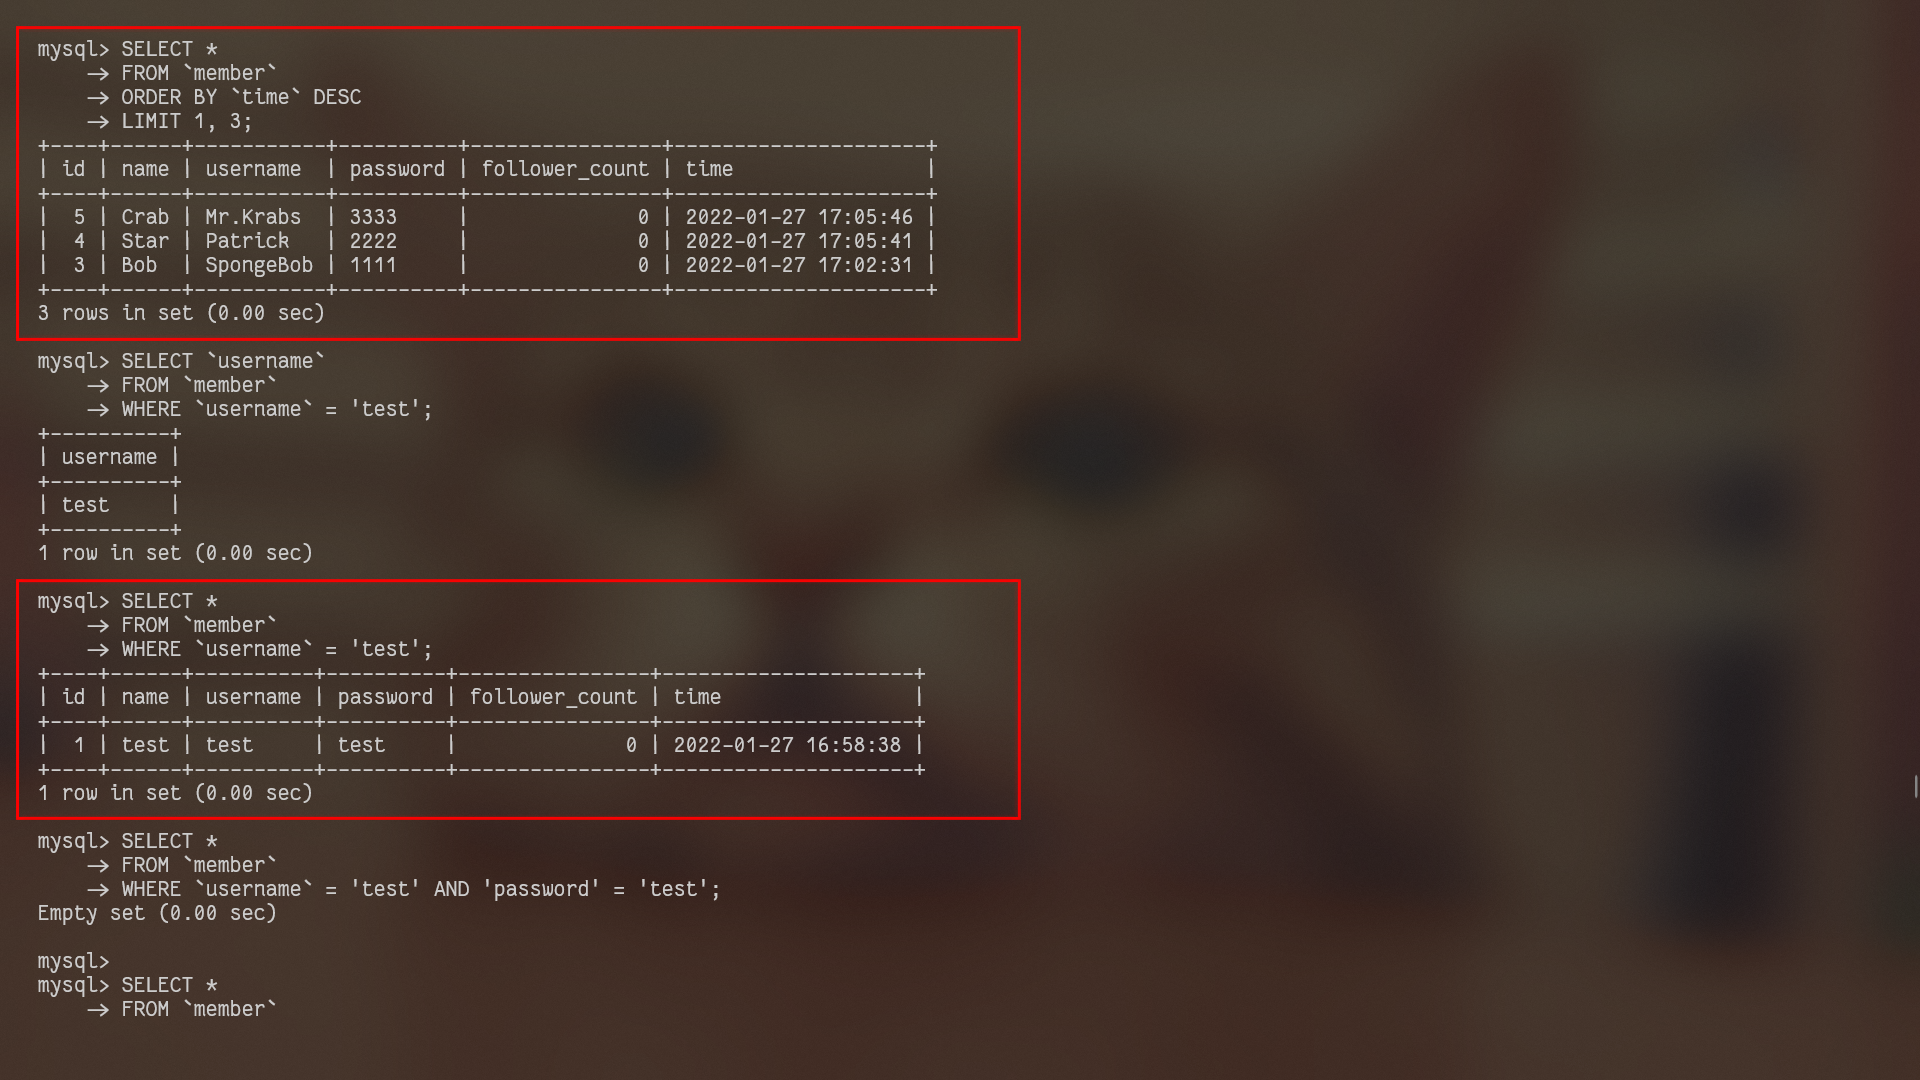 mysql> SELECT *
    -> FROM `member`
    -> ORDER BY `time` DESC
    -> LIMIT 1, 3;
+----+------+-----------+----------+----------------+---------------------+
| id | name | username  | password | follower_count | time                |
+----+------+-----------+----------+----------------+---------------------+
|  5 | Crab | Mr.Krabs  | 3333     |              0 | 2022-01-27 17:05:46 |
|  4 | Star | Patrick   | 2222     |              0 | 2022-01-27 17:05:41 |
|  3 | Bob  | SpongeBob | 1111     |              0 | 2022-01-27 17:02:31 |
+----+------+-----------+----------+----------------+---------------------+
3 rows in set (0.00 sec)

mysql> SELECT `username`
    -> FROM `member`
    -> WHERE `username` = 'test';
+----------+
| username |
+----------+
| test     |
+----------+
1 row in set (0.00 sec)

mysql> SELECT *
    -> FROM `member`
    -> WHERE `username` = 'test';
+----+------+----------+----------+----------------+---------------------+
| id | name | username | password | follower_count | time                |
+----+------+----------+----------+----------------+---------------------+
|  1 | test | test     | test     |              0 | 2022-01-27 16:58:38 |
+----+------+----------+----------+----------------+---------------------+
1 row in set (0.00 sec)

mysql> SELECT *
    -> FROM `member`
    -> WHERE `username` = 'test' AND 'password' = 'test';
Empty set (0.00 sec)

mysql>
mysql> SELECT *
    -> FROM `member`